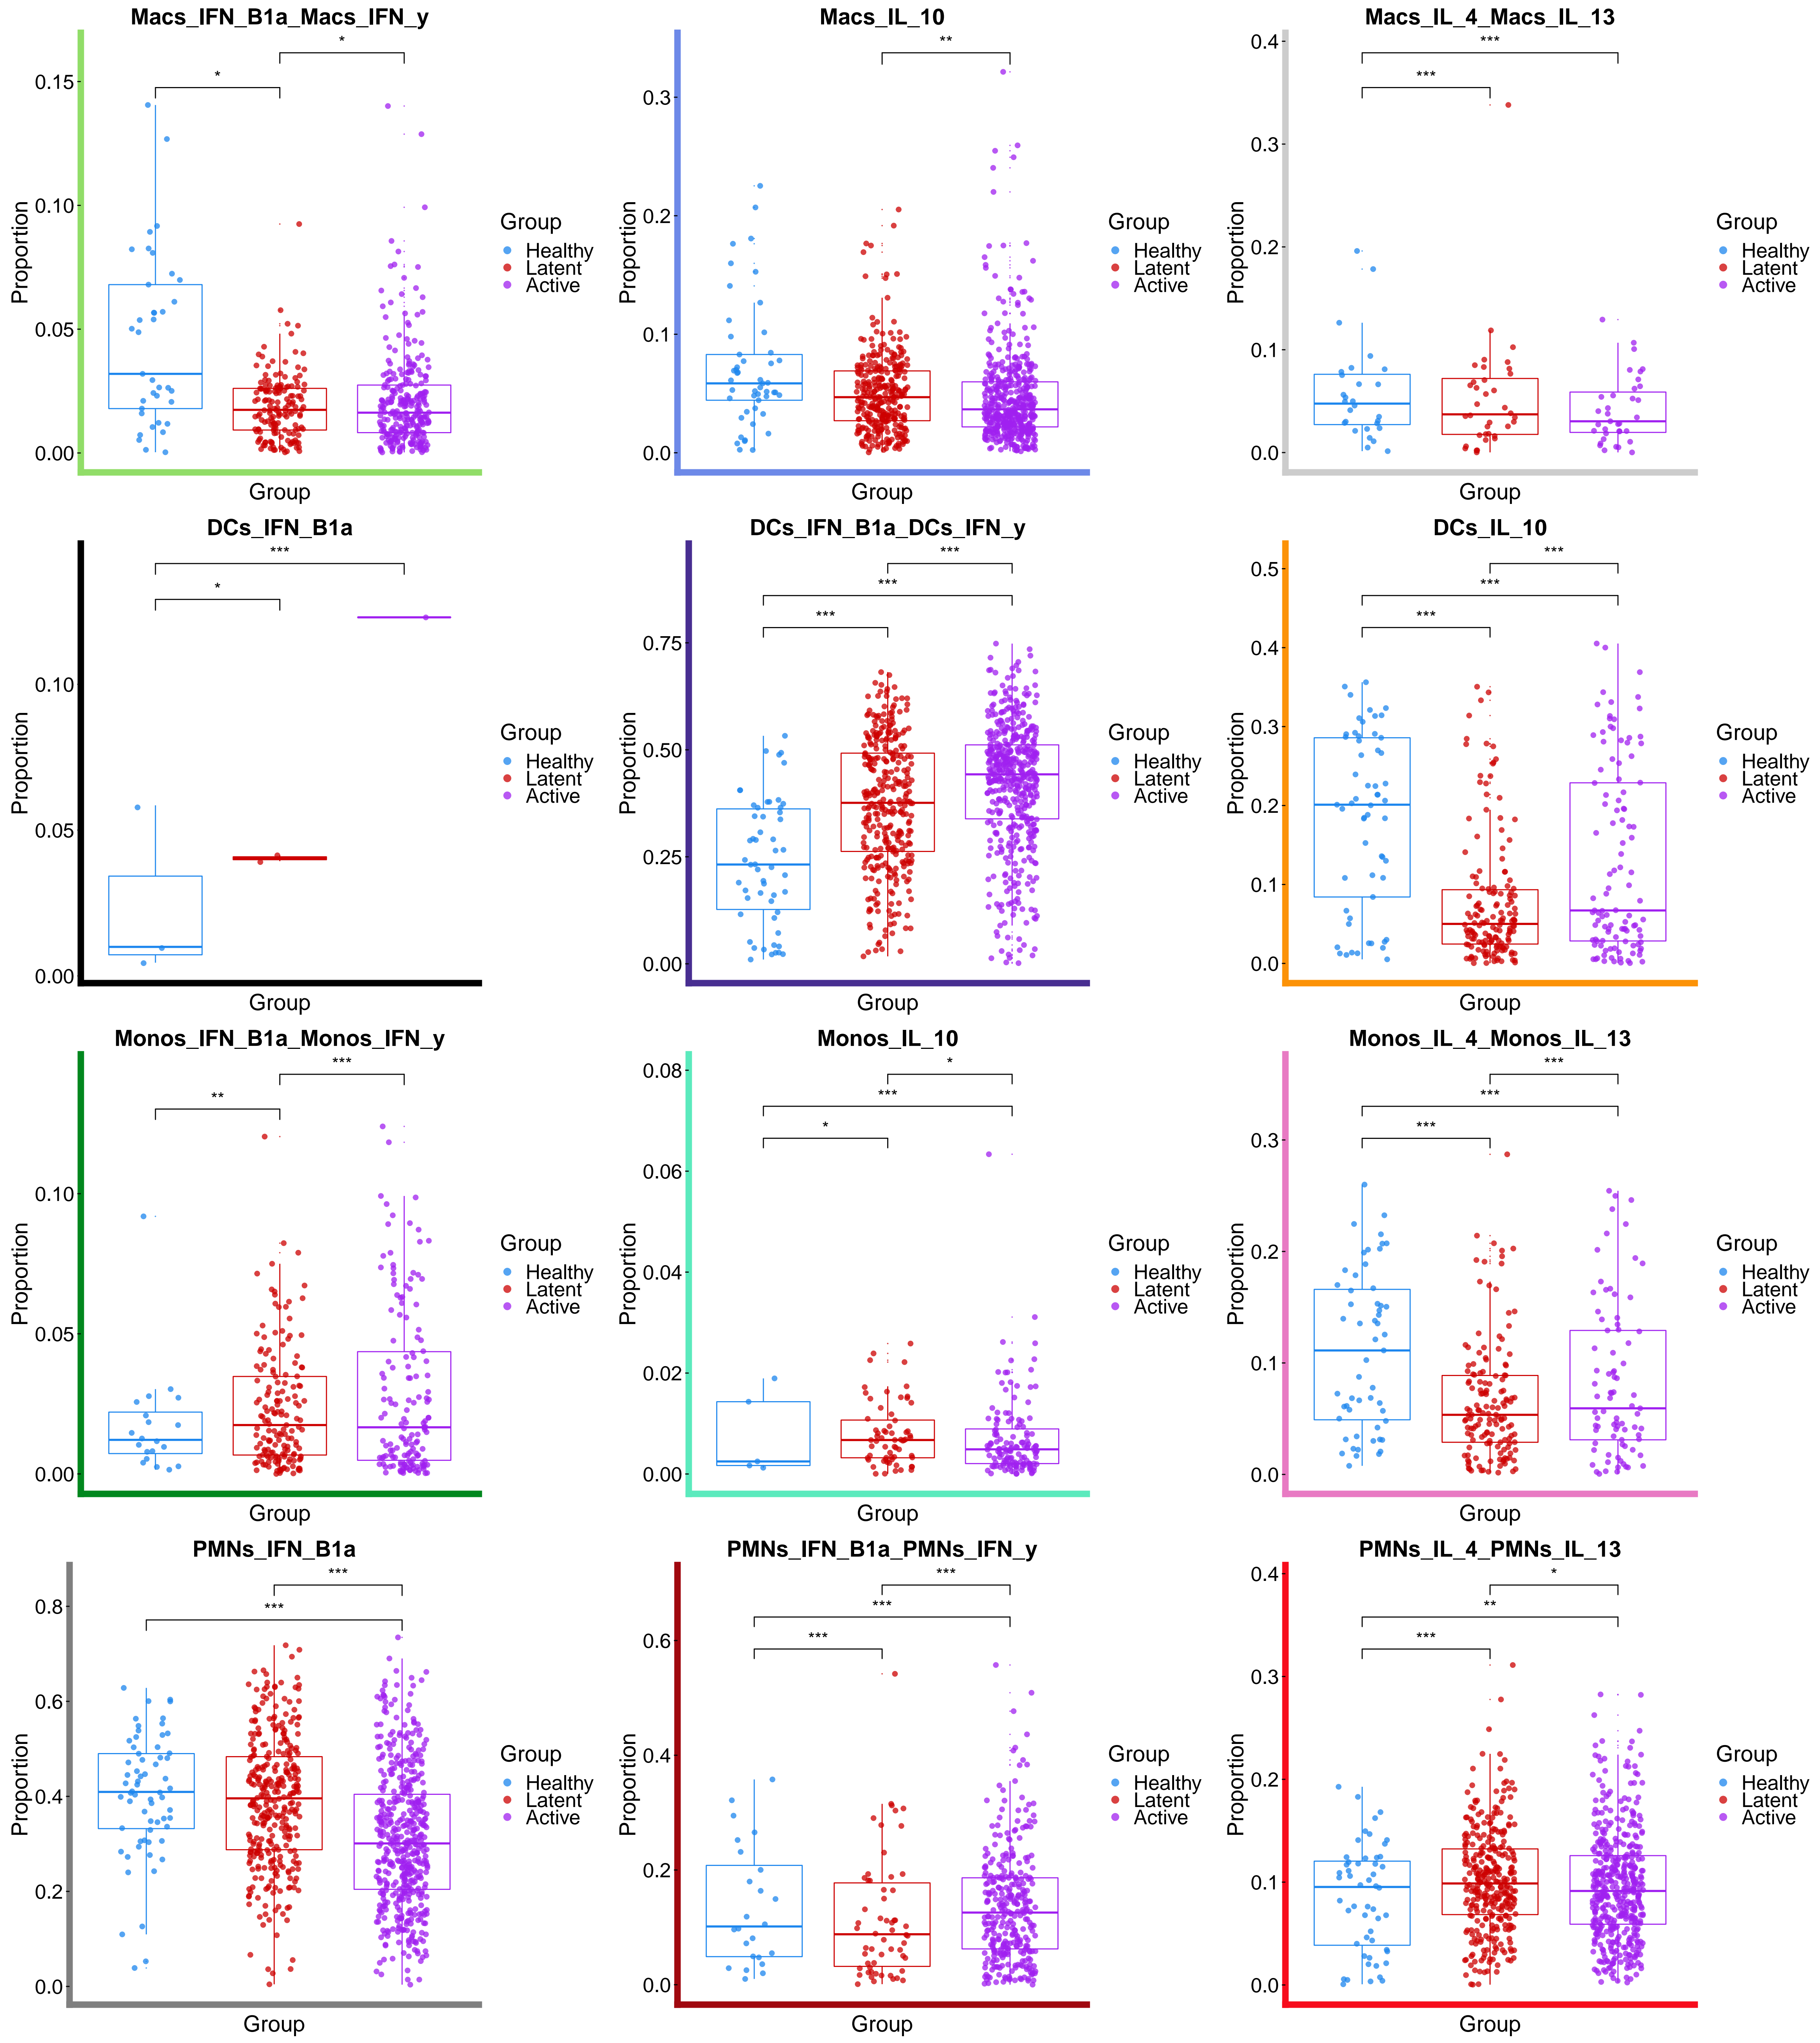 Macs_IFN_B1a_Macs_IFN_y
*
*
0.15
0.10
0.05
0.00
Proportion
Group
Group
Healthy
Latent
Active
Macs_IL_10
**
0.3
0.2
0.1
0.0
Proportion
Group
Group
Healthy
Latent
Active
Macs_IL_4_Macs_IL_13
***
***
0.4
0.3
0.2
0.1
0.0
Proportion
Group
Group
Healthy
Latent
Active
DCs_IFN_B1a
***
*
0.10
0.05
0.00
Proportion
Group
Group
Healthy
Latent
Active
DCs_IFN_B1a_DCs_IFN_y
***
***
***
0.75
0.50
0.25
0.00
Proportion
Group
Group
Healthy
Latent
Active
DCs_IL_10
***
***
***
0.5
0.4
0.3
0.2
0.1
0.0
Proportion
Group
Group
Healthy
Latent
Active
Monos_IFN_B1a_Monos_IFN_y
***
**
0.10
0.05
0.00
Proportion
Group
Group
Healthy
Latent
Active
Monos_IL_10
*
***
*
0.08
0.06
0.04
0.02
0.00
Proportion
Group
Group
Healthy
Latent
Active
Monos_IL_4_Monos_IL_13
***
***
***
0.3
0.2
0.1
0.0
Proportion
Group
Group
Healthy
Latent
Active
PMNs_IFN_B1a
***
***
0.8
0.6
0.4
0.2
0.0
Proportion
Group
Group
Healthy
Latent
Active
PMNs_IFN_B1a_PMNs_IFN_y
***
***
***
0.6
0.4
0.2
0.0
Proportion
Group
Group
Healthy
Latent
Active
PMNs_IL_4_PMNs_IL_13
*
**
***
0.4
0.3
0.2
0.1
0.0
Proportion
Group
Group
Healthy
Latent
Active